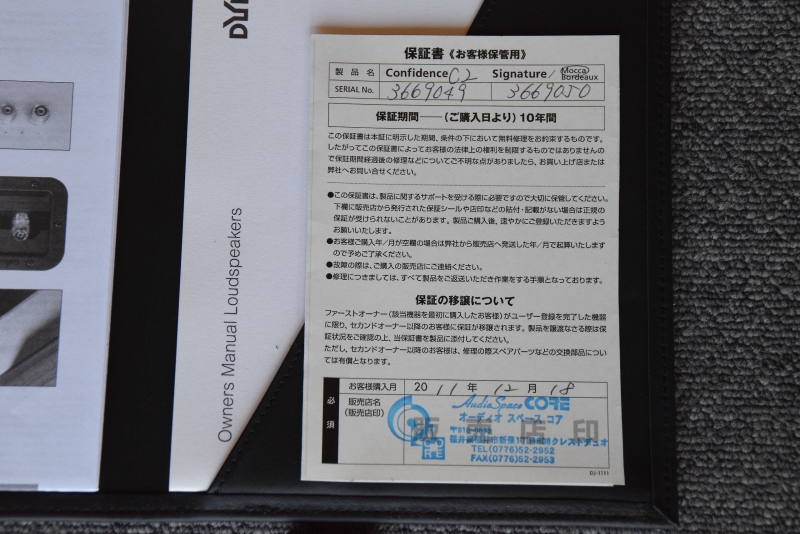 DYN
Owners Manual Loudspeakers
保証書《お客様保管用》
製品名 Confidence C2 Signature / Mocca Bordeaux
SERIAL No. 3669049 3669050
保証期間――(ご購入日より)10年間
この保証書は本証に明示した期間、条件の下において無料修理をお約束するものです。
したがってこの保証書によってお客様の法律上の権利を制限するものではありませんの
で保証期間経過後の修理などについてご不明な点がありましたら、お買い上げ店または
弊社へお問い合せください。
●この保証書は、製品に関するサポートを受ける際に必要ですので大切に保管してください。
下欄に販売店から発行された保証シールや店印などの貼付・記載がない場合は正規の
保証が受けられないことがあります。製品ご購入後、速やかにご登録いただきますよう
お願いいたします。
●お客様ご購入年/月が空欄の場合は弊社から販売店へ発送した年/月で起算いたします
ので予めご了承ください。
●故障の際は、ご購入の販売店にご連絡ください。
●修理につきましては、すべて製品をご返送いただき作業をする手順となっております。
保証の移譲について
ファーストオーナー(該当機器を最初に購入したお客様)がユーザー登録を完了した機器
に限り、セカンドオーナー以降のお客様に保証が移譲されます。製品を譲渡なさる際は保
証状況をご確認の上、当保証書を製品に添付してください。
ただし、セカンドオーナー以降のお客様は、修理の際スペアパーツなどの交換部品につい
ては有償となります。
必須
お客様購入月 2011年12月18
販売店名
(販売店印)
販売店印
Audio Space CORE
オーディオ スペース コア
TEL(0776)52-2952
FAX(0776)52-2953
DJ-1111